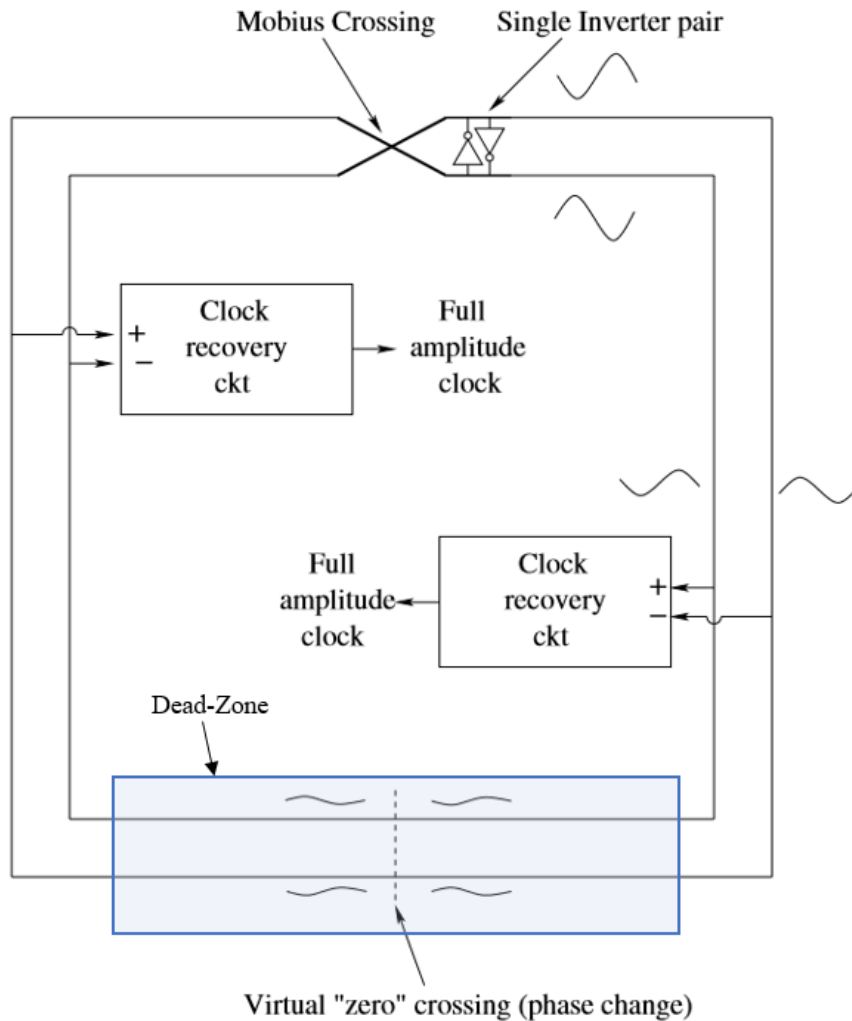 Mobius Crossing
Single Inverter pair
Clock
recovery
ckt
+
−
Full
amplitude
clock
Full
amplitude
clock
Clock
recovery
ckt
+
−
Dead-Zone
Virtual "zero" crossing (phase change)